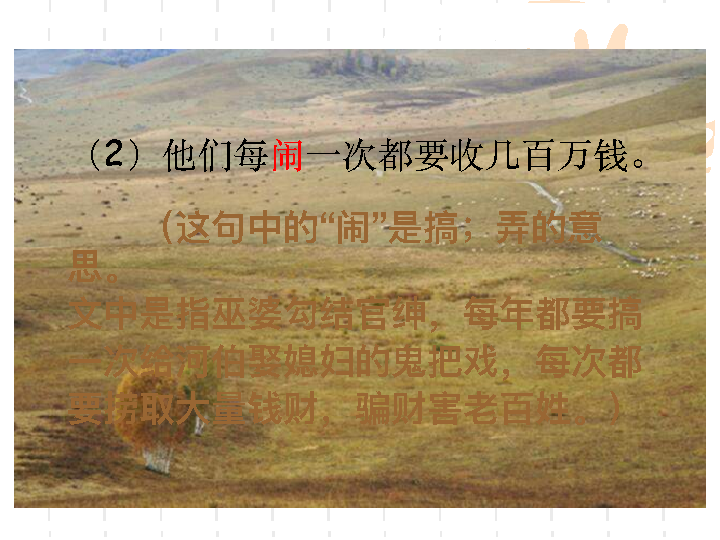 （2）他们每闹一次都要收几百万钱。
（这句中的“闹”是搞；弄的意
思。
文中是指巫婆勾结官绅，每年都要搞
一次给河伯娶媳妇的鬼把戏，每次都
要榨取大量钱财，骗财害老百姓。）